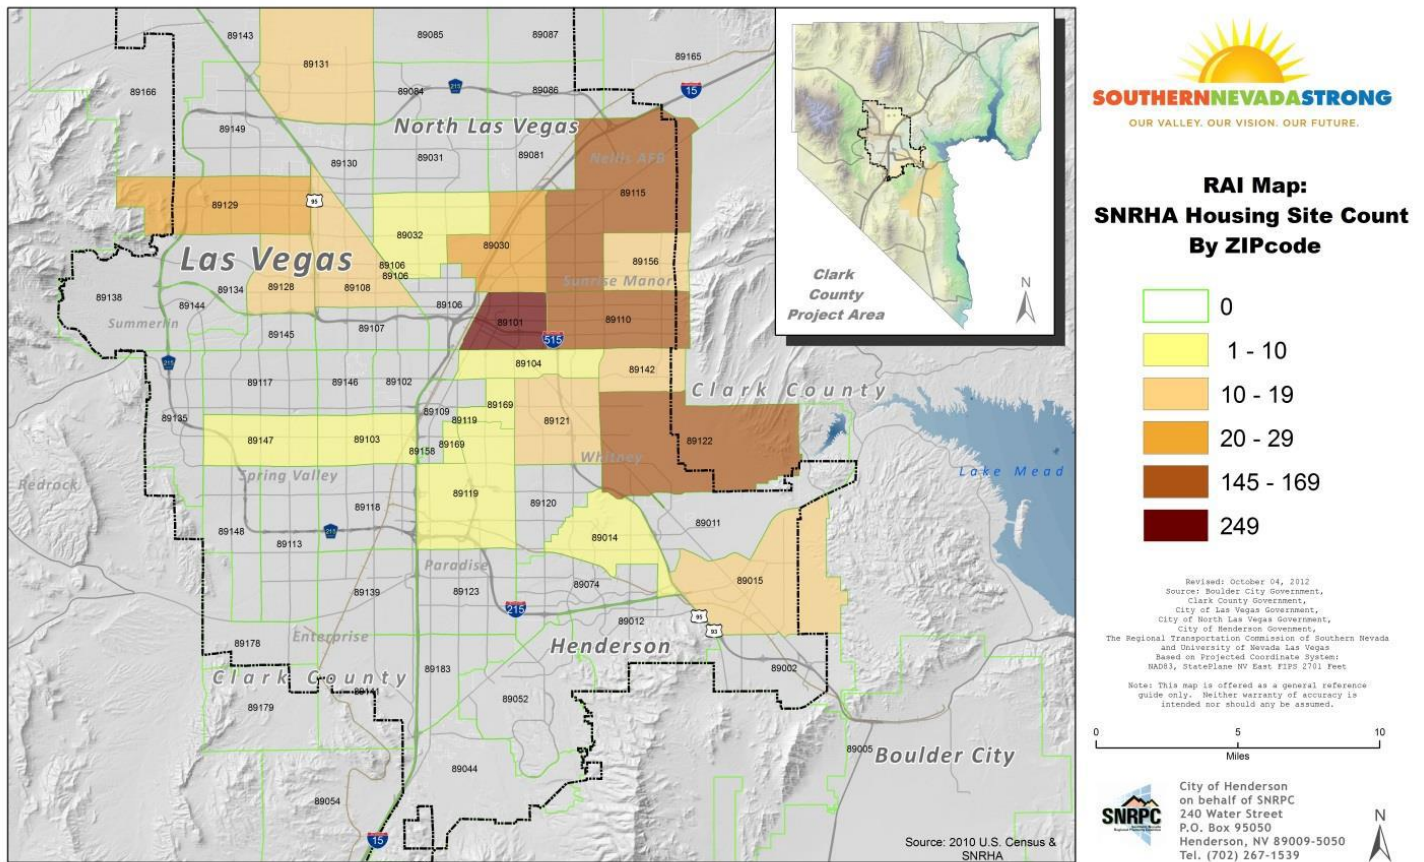 89143
89085
89087
89131
89165
89166
215
89084
89086
15
89149
North Las Vegas
89130
89031
89081
Nellis AFB
89129
95
89115
89032
89030
89106
89106
89156
Las Vegas
Sunrise Manor
89138
89134
89128
89108
89106
89144
Summerlin
89145
89107
89101
89110
515
215
89104
89142
89117
89146
89102
Clark County
89135
89169
89109
89119
89121
89147
89103
89169
89122
89158
Whitney
Spring Valley
Redrock
Lake Mead
89119
89120
89118
89011
89148
215
89113
89014
Paradise
89015
89074
89139
89123
215
89012
95
93
Enterprise
89178
Henderson
89183
89002
Clark County
89141
89052
89179
89005
Boulder City
89044
89054
15
Source: 2010 U.S. Census &
SNRHA
Clark
County
Project Area
N
SOUTHERNNEVADASTRONG
OUR VALLEY. OUR VISION. OUR FUTURE.
RAI Map:
SNRHA Housing Site Count
By ZIPcode
0
1 - 10
10 - 19
20 - 29
145 - 169
249
Revised: October 04, 2012
Source: Boulder City Government,
Clark County Government,
City of Las Vegas Government,
City of North Las Vegas Government,
City of Henderson Govenment,
The Regional Transportation Commission of Southern Nevada
and University of Nevada Las Vegas
Based on Projected Coordinate System:
NAD83, StatePlane NV East FIPS 2701 Feet
Note: This map is offered as a general reference
guide only. Neither warranty of accuracy is
intended nor should any be assumed.
0 5 10
Miles
SNRPC
City of Henderson
on behalf of SNRPC
240 Water Street
P.O. Box 95050
Henderson, NV 89009-5050
Tel. (702) 267-1539
N